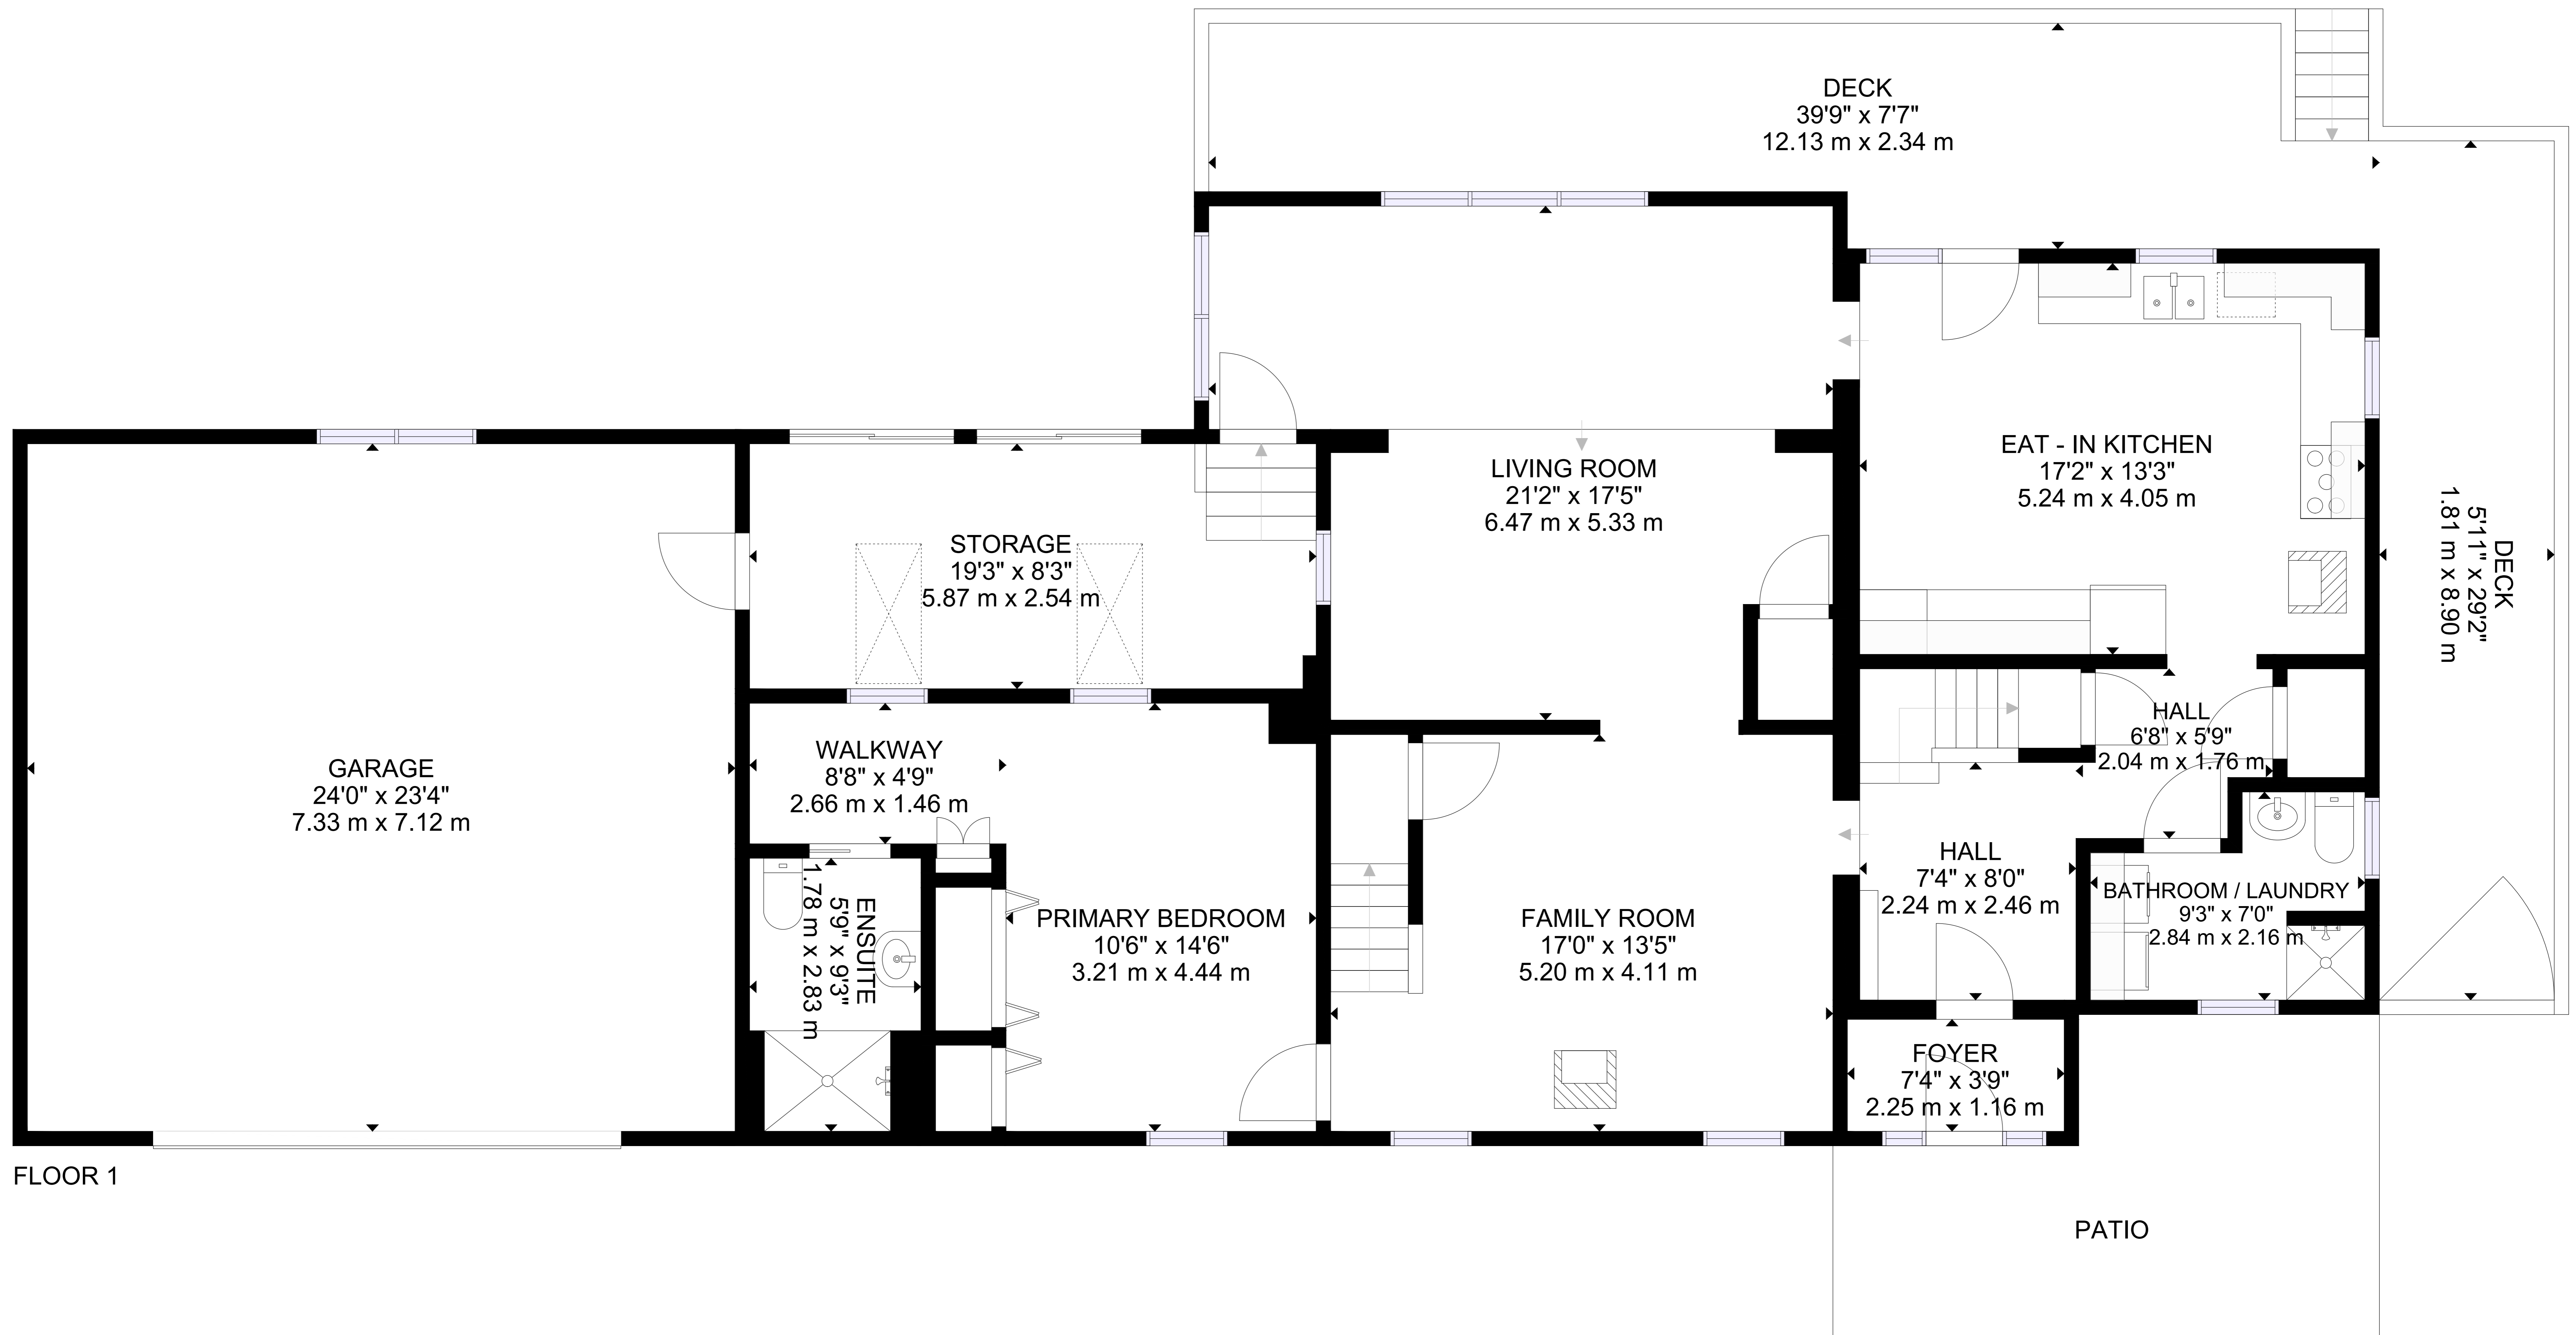 DECK
39'9" x 7'7"
12.13 m x 2.34 m
EAT - IN KITCHEN
17'2" x 13'3"
5.24 m x 4.05 m
LIVING ROOM
21'2" x 17'5"
6.47 m x 5.33 m
DECK
5'11" x 29'2"
1.81 m x 8.90 m
STORAGE
19'3" x 8'3"
5.87 m x 2.54 m
HALL
6'8" x 5'9"
2.04 m x 1.76 m
WALKWAY
8'8" x 4'9"
2.66 m x 1.46 m
GARAGE
24'0" x 23'4"
7.33 m x 7.12 m
HALL
7'4" x 8'0"
2.24 m x 2.46 m
BATHROOM / LAUNDRY
9'3" x 7'0"
2.84 m x 2.16 m
ENSUITE
5'9" x 9'3"
1.78 m x 2.83 m
PRIMARY BEDROOM
10'6" x 14'6"
3.21 m x 4.44 m
FAMILY ROOM
17'0" x 13'5"
5.20 m x 4.11 m
FOYER
7'4" x 3'9"
2.25 m x 1.16 m
FLOOR 1
PATIO